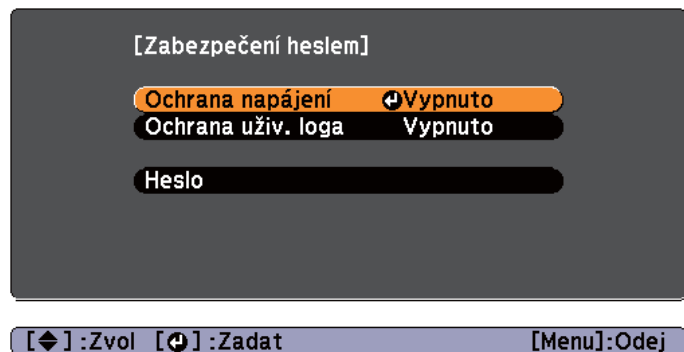 [Zabezpečení heslem]
Ochrana napájení Vypnuto
Ochrana uživ. loga Vypnuto
Heslo
[◆] :Zvol [⏎] :Zadat [Menu]:Odej